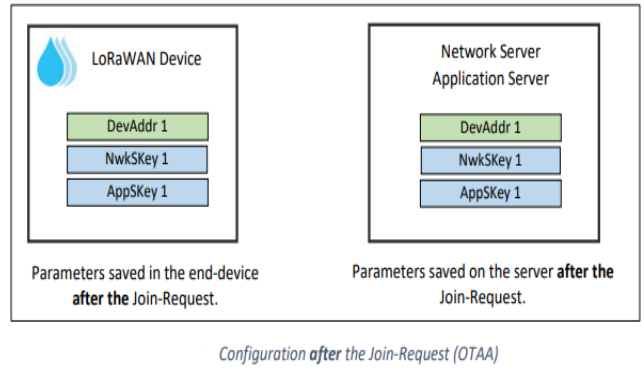 LoRaWAN Device
DevAddr 1
NwkSKey 1
AppSKey 1
Parameters saved in the end-device
after the Join-Request.
Network Server
Application Server
DevAddr 1
NwkSKey 1
AppSKey 1
Parameters saved on the server after the
Join-Request.
Configuration after the Join-Request (OTAA)